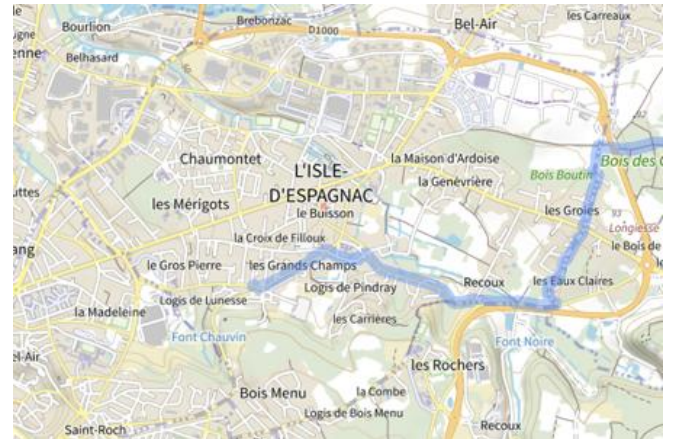 Bourlion
Brebonzac
D1000
Bel-Air
les Carreaux
Belhasard
92
Chaumontet
la Maison d'Ardoise
L'ISLE-
D'ESPAGNAC
la Genévrière
Bois Boutin
Bois des
les Mérigots
le Buisson
les Groies
93
Longiesse
la Croix de Filloux
le Bois de
le Gros Pierre
les Grands Champs
Logis de Pindray
Recoux
les Eaux Claires
Logis de Lunesse
la Madeleine
les Carrieres
Font Chauvin
Font Noire
les Rochers
Bois Menu
la Combe
Logis de Bois Menu
Recoux
Saint-Roch